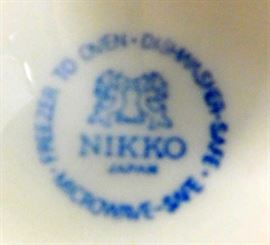 FREEZER TO OVEN · DISHWASHER-SAFE · MICROWAVE-SAFE ·
NIKKO
JAPAN